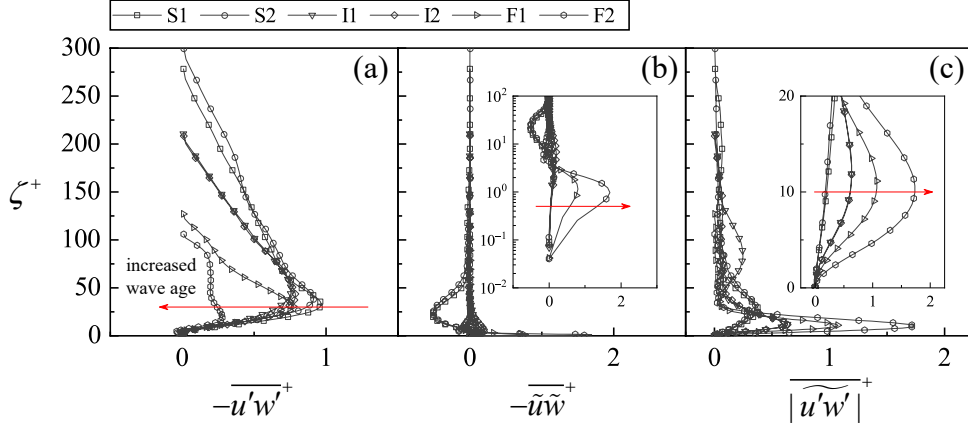 S1 S2 I1 I2 F1 F2
(a) (b) (c)
300
250
200
150
100
50
0
ζ⁺
increased
wave age
10²
10¹
10⁰
10⁻¹
10⁻²
0 2
20
10
0
0 1 2
0 1
0 2
0 1 2
−u′w′⁺
−ũw̃⁺
|u′w′|⁺